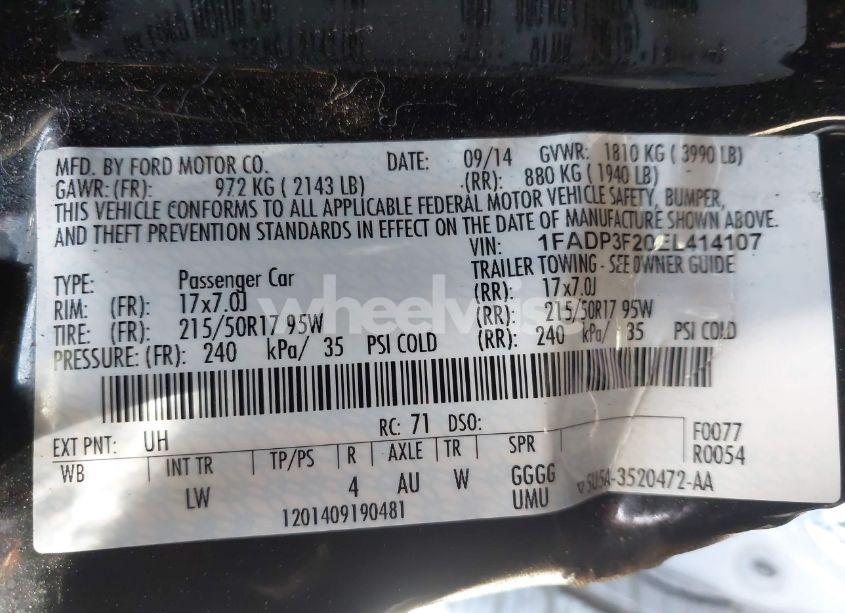 MFD. BY FORD MOTOR CO. DATE: 09/14 GVWR: 1810 KG ( 3990 LB)
GAWR: (FR): 972 KG ( 2143 LB) (RR): 880 KG ( 1940 LB)
THIS VEHICLE CONFORMS TO ALL APPLICABLE FEDERAL MOTOR VEHICLE SAFETY, BUMPER,
AND THEFT PREVENTION STANDARDS IN EFFECT ON THE DATE OF MANUFACTURE SHOWN ABOVE.
VIN: 1FADP3F20EL414107
TYPE: Passenger Car TRAILER TOWING - SEE OWNER GUIDE
RIM: (FR): 17x7.0J (RR): 17x7.0J
TIRE: (FR): 215/50R17 95W (RR): 215/50R17 95W
PRESSURE: (FR): 240 kPa/ 35 PSI COLD (RR): 240 kPa/ 35 PSI COLD
wheelwiss
EXT PNT: UH RC: 71 DSO: F0077
WB INT TR TP/PS R AXLE TR SPR R0054
LW 4 AU W GGGG 5U5A-3520472-AA
1201409190481 UMU